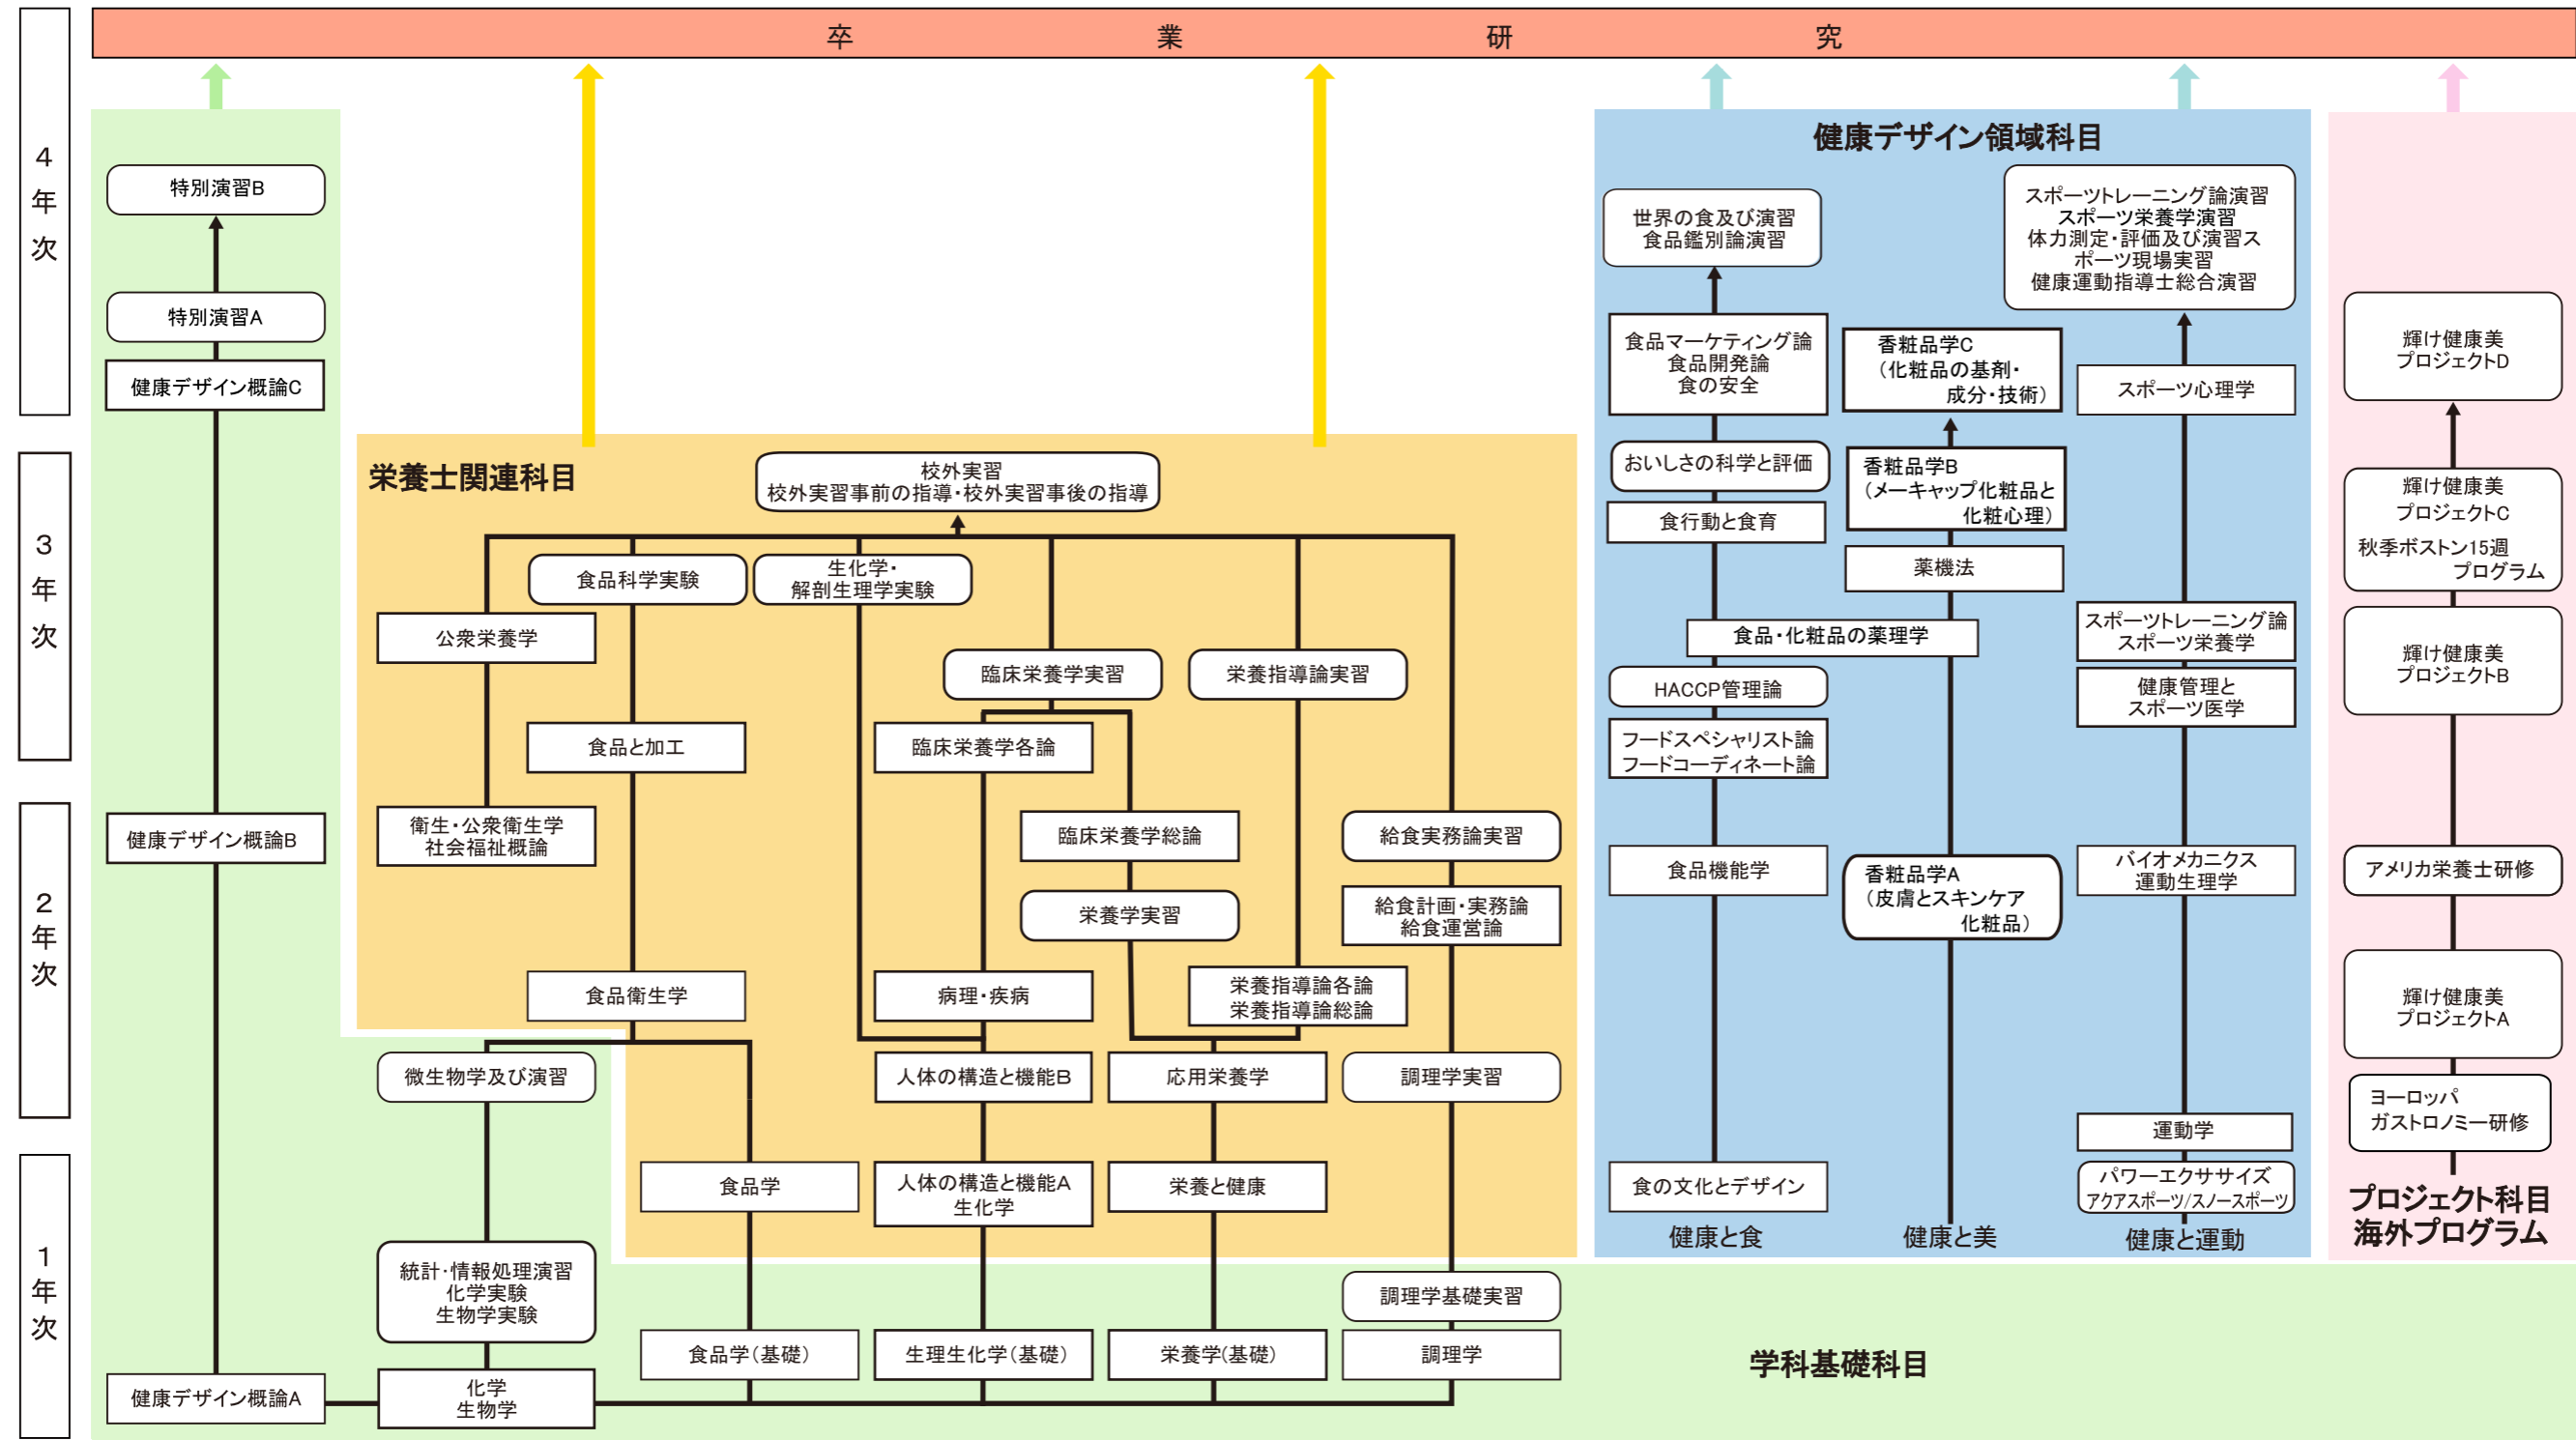 卒業研究
4年次
3年次
2年次
1年次
特別演習B
特別演習A
健康デザイン概論C
健康デザイン概論B
健康デザイン概論A
栄養士関連科目
校外実習
校外実習事前の指導・校外実習事後の指導
食品科学実験
生化学・
解剖生理学実験
公衆栄養学
臨床栄養学実習
栄養指導論実習
食品と加工
臨床栄養学各論
衛生・公衆衛生学
社会福祉概論
臨床栄養学総論
給食実務論実習
栄養学実習
給食計画・実務論
給食運営論
食品衛生学
病理・疾病
栄養指導論各論
栄養指導論総論
微生物学及び演習
人体の構造と機能B
応用栄養学
調理学実習
食品学
人体の構造と機能A
生化学
栄養と健康
統計・情報処理演習
化学実験
生物学実験
調理学基礎実習
食品学（基礎）
生理生化学（基礎）
栄養学（基礎）
調理学
化学
生物学
学科基礎科目
健康デザイン領域科目
世界の食及び演習
食品鑑別論演習
食品マーケティング論
食品開発論
食の安全
おいしさの科学と評価
食行動と食育
食品・化粧品の薬理学
HACCP管理論
フードスペシャリスト論
フードコーディネート論
食品機能学
食の文化とデザイン
健康と食
香粧品学C
（化粧品の基剤・
成分・技術）
香粧品学B
（メーキャップ化粧品と
化粧心理）
薬機法
香粧品学A
（皮膚とスキンケア
化粧品）
健康と美
スポーツトレーニング論演習
スポーツ栄養学演習
体力測定・評価及び演習ス
ポーツ現場実習
健康運動指導士総合演習
スポーツ心理学
スポーツトレーニング論
スポーツ栄養学
健康管理と
スポーツ医学
バイオメカニクス
運動生理学
運動学
パワーエクササイズ
アクアスポーツ/スノースポーツ
健康と運動
輝け健康美
プロジェクトD
輝け健康美
プロジェクトC
秋季ボストン15週
プログラム
輝け健康美
プロジェクトB
アメリカ栄養士研修
輝け健康美
プロジェクトA
ヨーロッパ
ガストロノミー研修
プロジェクト科目
海外プログラム